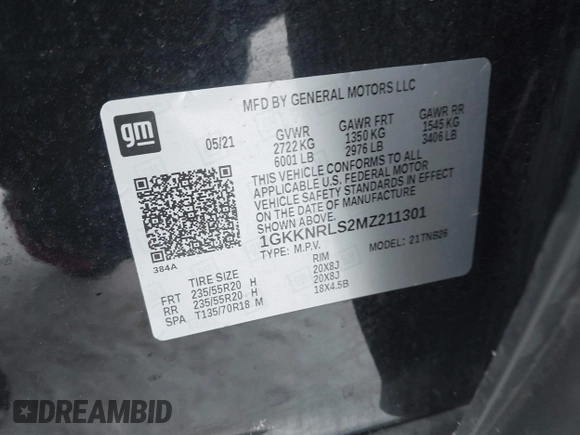 MFD BY GENERAL MOTORS LLC
gm
05/21
GVWR GAWR FRT GAWR RR
2722 KG 1350 KG 1545 KG
6001 LB 2976 LB 3406 LB
THIS VEHICLE CONFORMS TO ALL
APPLICABLE U.S. FEDERAL MOTOR
VEHICLE SAFETY STANDARDS IN EFFECT
ON THE DATE OF MANUFACTURE
SHOWN ABOVE.
1GKKNRLS2MZ211301
TYPE: M.P.V. MODEL: 21TNB26
384A
TIRE SIZE RIM
FRT 235/55R20 H 20X8J
RR 235/55R20 H 20X8J
SPA T135/70R18 M 18X4.5B
DREAMBID